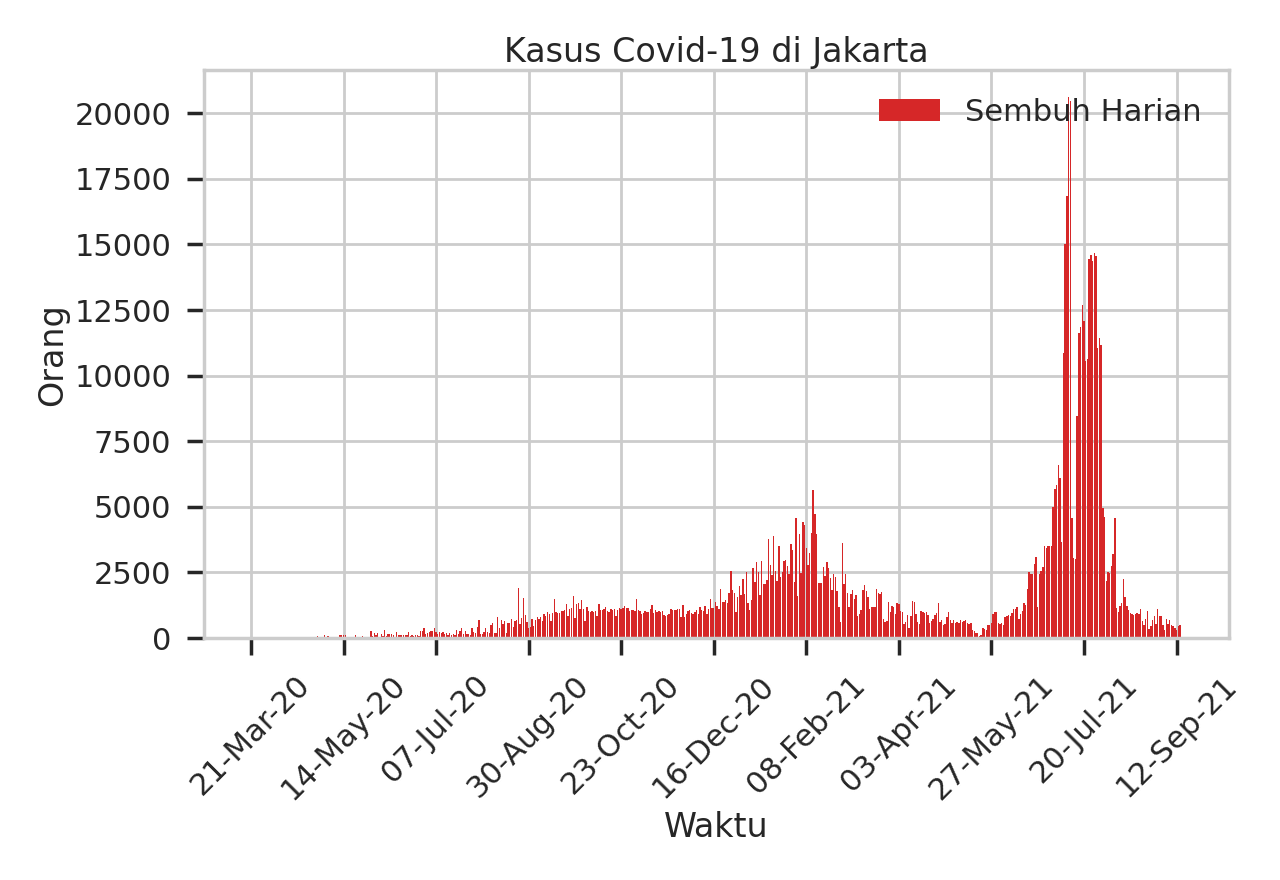 Kasus Covid-19 di Jakarta
Sembuh Harian
Orang
20000
17500
15000
12500
10000
7500
5000
2500
0
21-Mar-20
14-May-20
07-Jul-20
30-Aug-20
23-Oct-20
16-Dec-20
08-Feb-21
03-Apr-21
27-May-21
20-Jul-21
12-Sep-21
Waktu